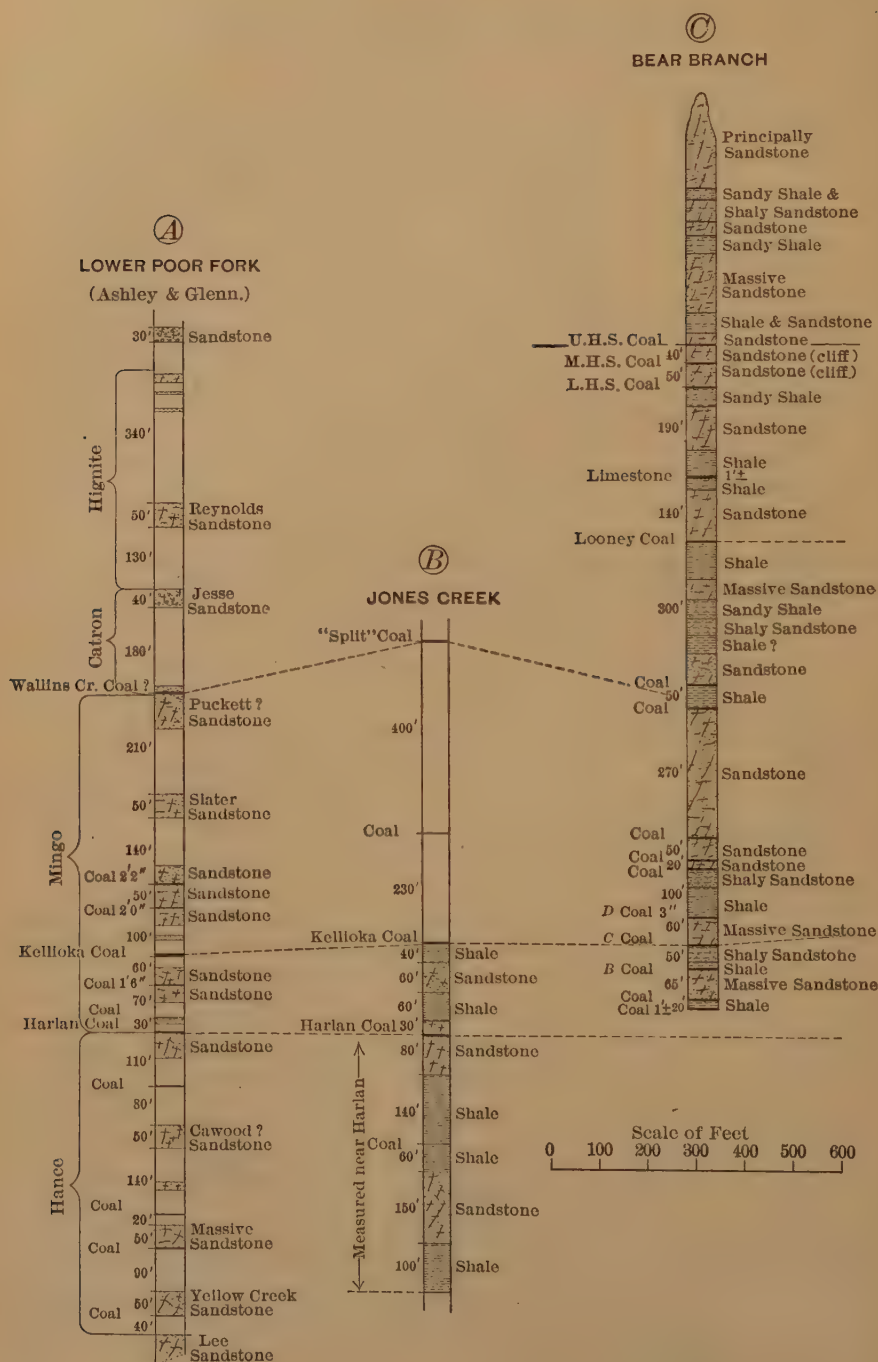 Ⓐ
LOWER POOR FORK
(Ashley & Glenn.)
30' Sandstone
Hignite
340'
50' Reynolds
Sandstone
130'
Catron
40' Jesse
Sandstone
180'
Wallins Cr. Coal ?
Mingo
Puckett ?
Sandstone
210'
50' Slater
Sandstone
140'
Coal 2'2" Sandstone
50' Sandstone
Coal 2'0"
Sandstone
100'
Kellioka Coal
60' Sandstone
Coal 1'6"
70' Sandstone
Coal
Harlan Coal 30'
Hance
Sandstone
110'
Coal
80'
50' Cawood ?
Sandstone
140'
Coal
20'
50' Massive
Sandstone
Coal
90'
50' Yellow Creek
Sandstone
Coal
40'
Lee
Sandstone
Ⓑ
JONES CREEK
"Split" Coal
400'
Coal
230'
Kellioka Coal
40' Shale
60' Sandstone
60' Shale
Harlan Coal 30'
Measured near Harlan
80' Sandstone
140' Shale
Coal
60' Shale
150' Sandstone
100' Shale
Ⓒ
BEAR BRANCH
Principally
Sandstone
Sandy Shale &
Shaly Sandstone
Sandstone
Sandy Shale
Massive
Sandstone
Shale & Sandstone
U.H.S. Coal Sandstone
40' Sandstone (cliff)
M.H.S. Coal
50' Sandstone (cliff)
L.H.S. Coal
Sandy Shale
190' Sandstone
Shale
Limestone 1'±
Shale
140' Sandstone
Looney Coal
Shale
Massive Sandstone
300' Sandy Shale
Shaly Sandstone
Shale ?
Sandstone
Coal
50' Shale
Coal
270' Sandstone
Coal
50' Sandstone
Coal 20' Sandstone
Coal Shaly Sandstone
100' Shale
D Coal 3"
60' Massive Sandstone
C Coal
50' Shaly Sandstone
B Coal Shale
65' Massive Sandstone
Coal
Coal 1'± 20' Shale
Scale of Feet
0 100 200 300 400 500 600